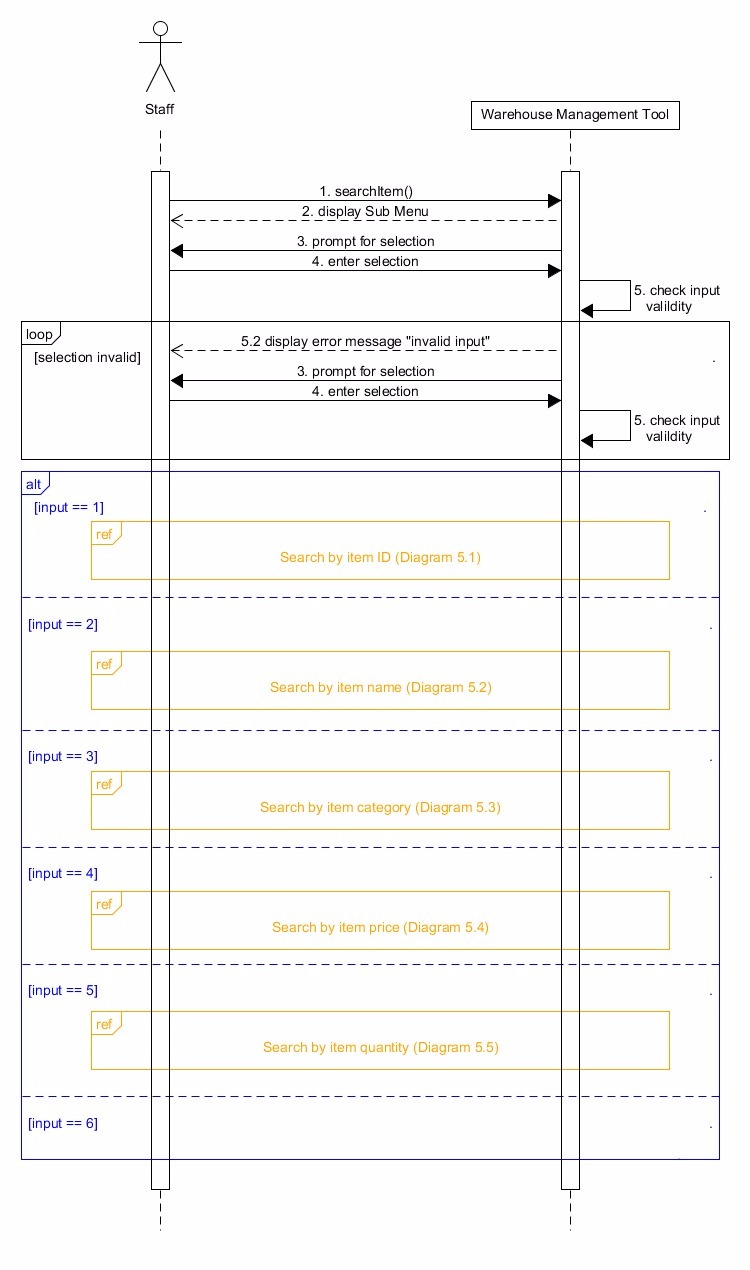 Staff
Warehouse Management Tool
1. searchItem()
2. display Sub Menu
3. prompt for selection
4. enter selection
5. check input
valildity
loop
[selection invalid]
5.2 display error message "invalid input"
.
3. prompt for selection
4. enter selection
5. check input
valildity
alt
[input == 1]
.
ref
Search by item ID (Diagram 5.1)
[input == 2]
.
ref
Search by item name (Diagram 5.2)
[input == 3]
.
ref
Search by item category (Diagram 5.3)
[input == 4]
.
ref
Search by item price (Diagram 5.4)
[input == 5]
.
ref
Search by item quantity (Diagram 5.5)
[input == 6]
.